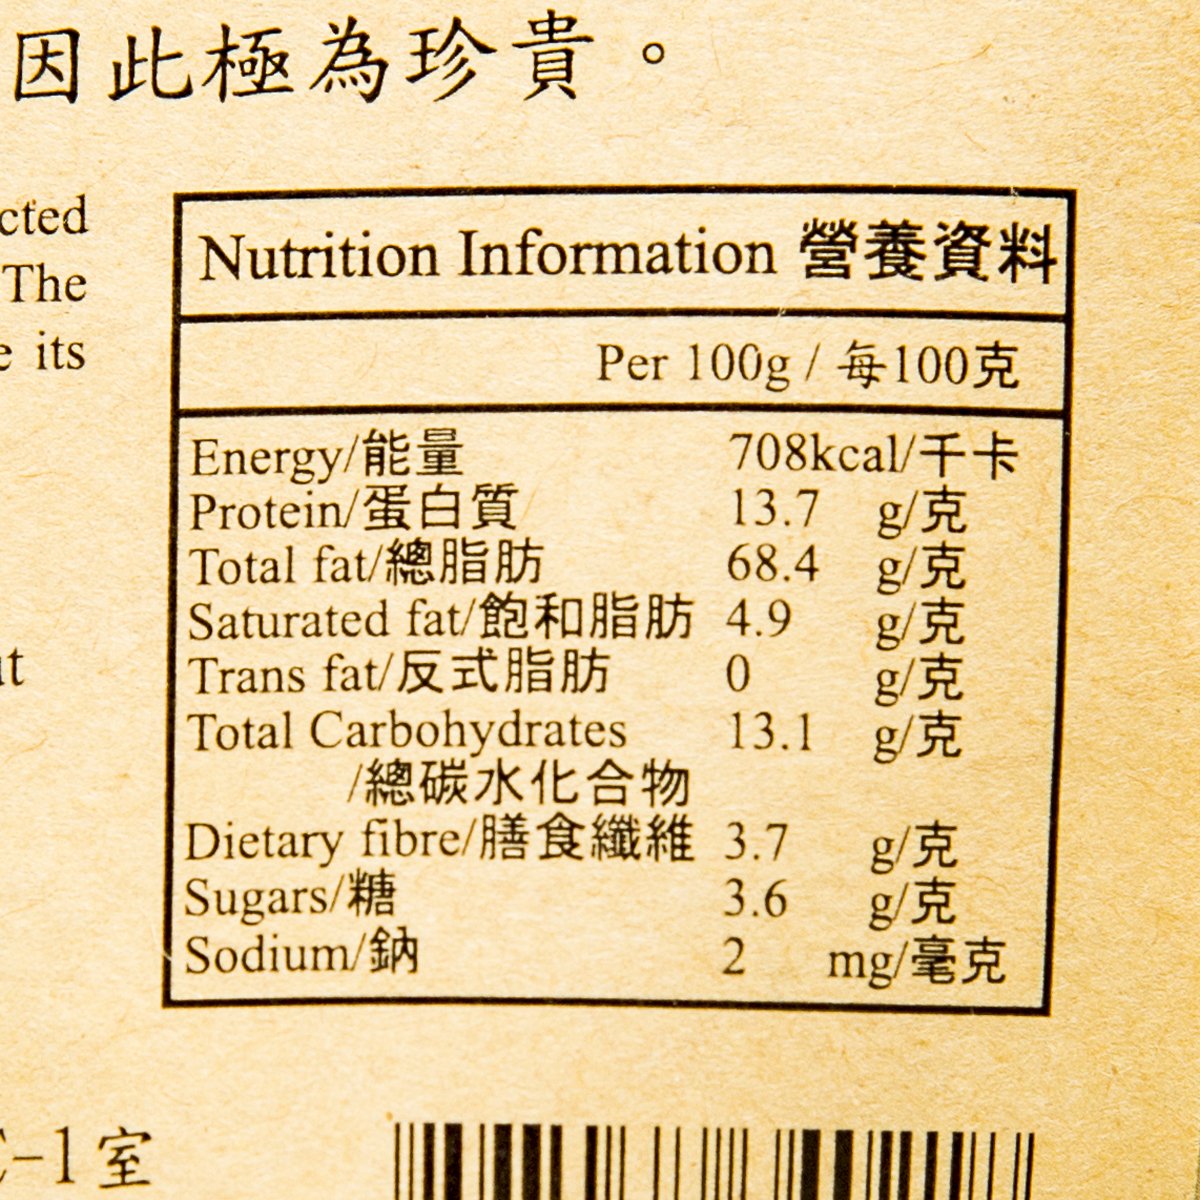 因此極為珍貴。
cted
The
e its
Nutrition Information 營養資料
Per 100g / 每100克
Energy/能量 708kcal/千卡
Protein/蛋白質 13.7 g/克
Total fat/總脂肪 68.4 g/克
Saturated fat/飽和脂肪 4.9 g/克
Trans fat/反式脂肪 0 g/克
Total Carbohydrates 13.1 g/克
/總碳水化合物
Dietary fibre/膳食纖維 3.7 g/克
Sugars/糖 3.6 g/克
Sodium/鈉 2 mg/毫克
-1室